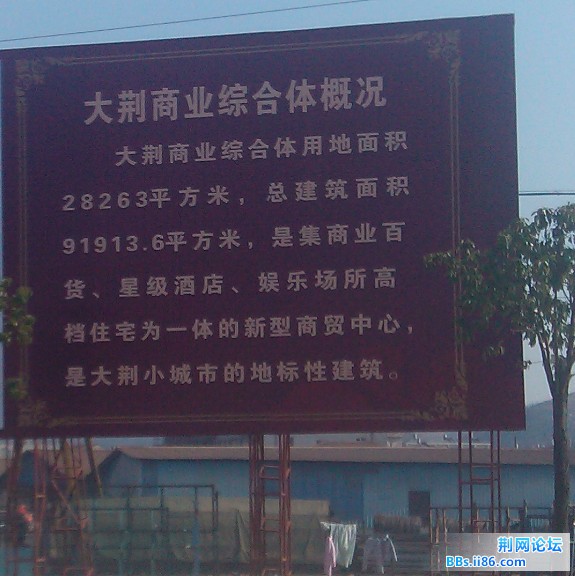 大荆商业综合体概况
大荆商业综合体用地面积
28263平方米，总建筑面积
91913.6平方米，是集商业百
货、星级酒店、娱乐场所高
档住宅为一体的新型商贸中心，
是大荆小城市的地标性建筑。
荆网论坛
BBs.ii86.com